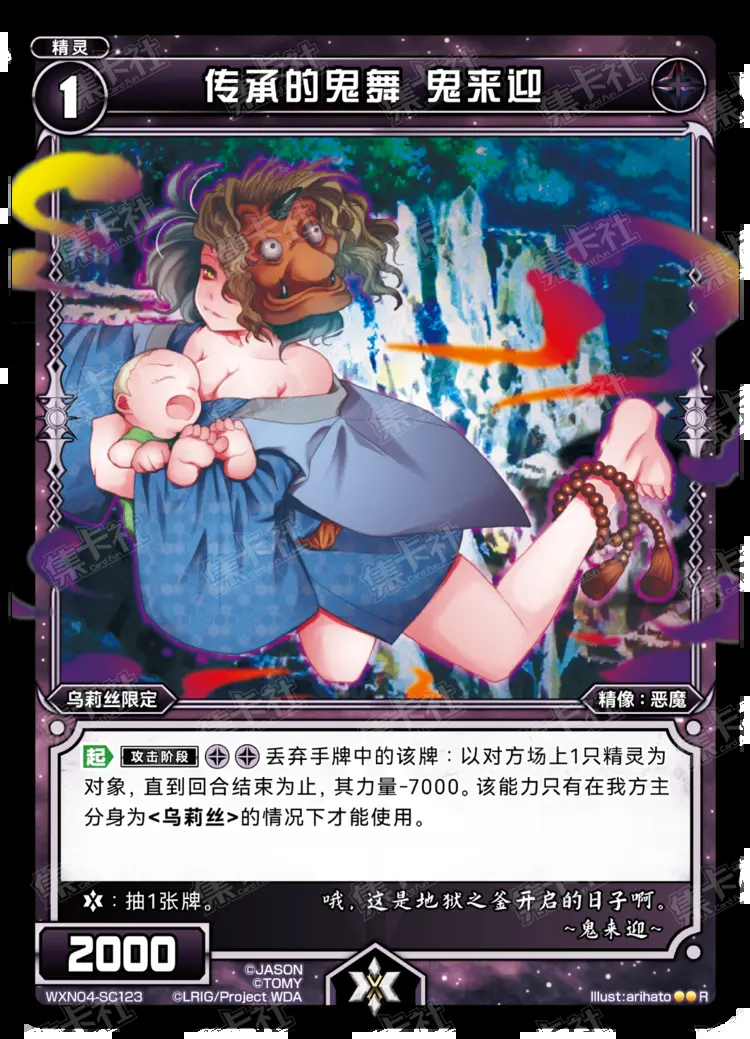 精灵
1
传承的鬼舞 鬼来迎
乌莉丝限定
精像：恶魔
起 攻击阶段 丢弃手牌中的该牌：以对方场上1只精灵为
对象，直到回合结束为止，其力量-7000。该能力只有在我方主
分身为<乌莉丝>的情况下才能使用。
：抽1张牌。
哦，这是地狱之釜开启的日子啊。
~鬼来迎~
2000
©JASON
©TOMY
WXN04-SC123 ©LRIG/Project WDA
Illust:arihato R
集卡社
Card Fun